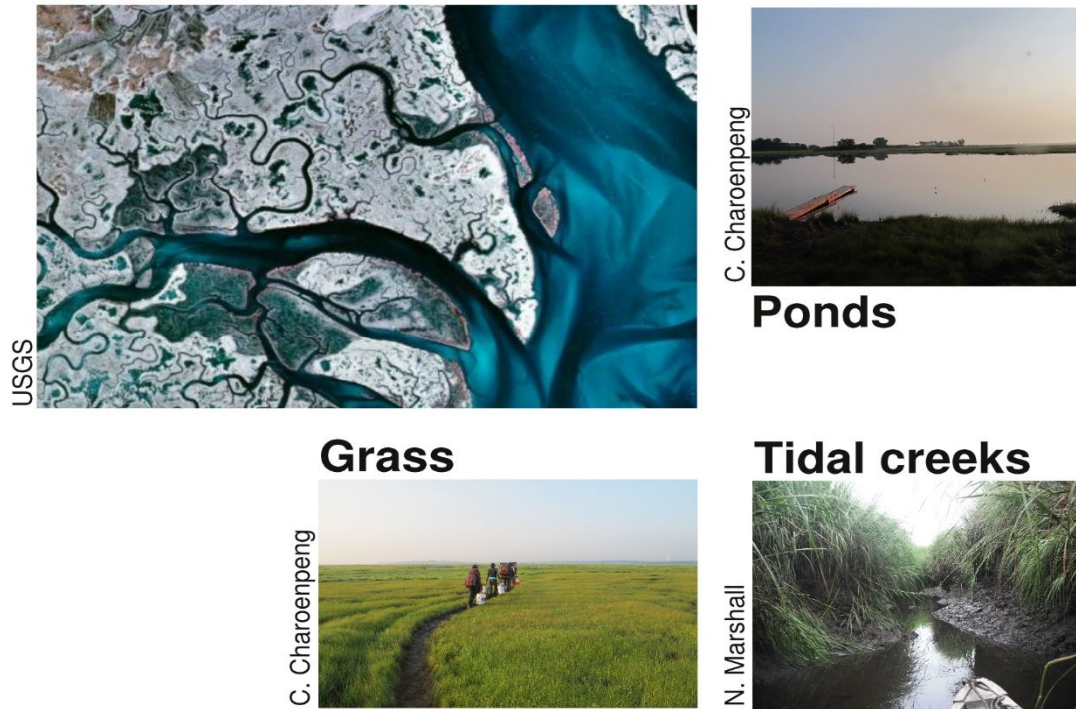 USGS
C. Charoenpeng
Ponds
Grass
C. Charoenpeng
Tidal creeks
N. Marshall